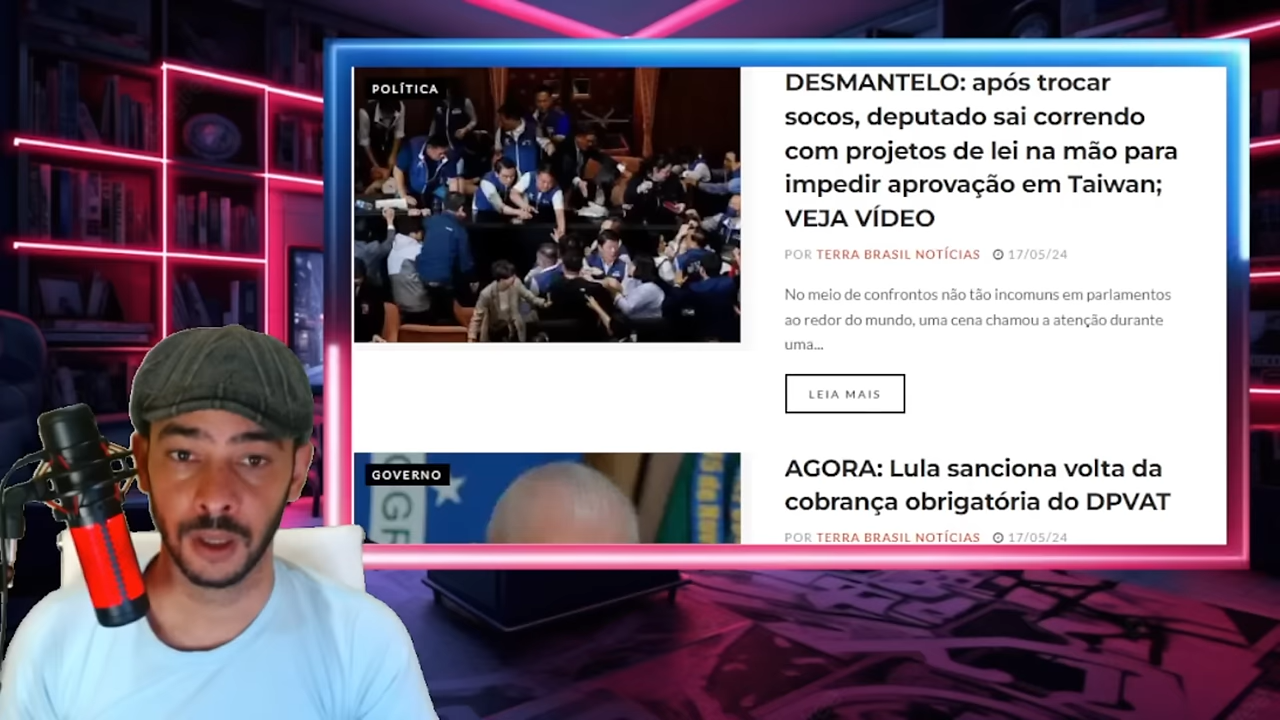 POLÍTICA
DESMANTELO: após trocar
socos, deputado sai correndo
com projetos de lei na mão para
impedir aprovação em Taiwan;
VEJA VÍDEO
POR TERRA BRASIL NOTÍCIAS 17/05/24
No meio de confrontos não tão incomuns em parlamentos
ao redor do mundo, uma cena chamou a atenção durante
uma...
LEIA MAIS
GOVERNO
AGORA: Lula sanciona volta da
cobrança obrigatória do DPVAT
POR TERRA BRASIL NOTÍCIAS 17/05/24